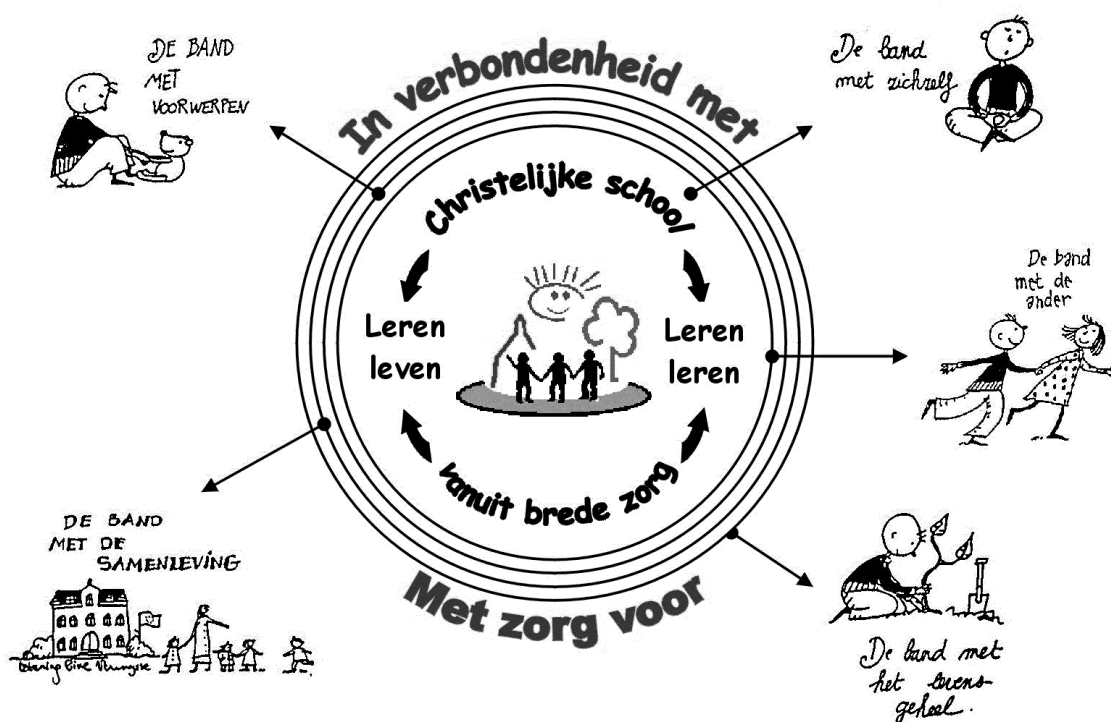 DE BAND
MET
VOORWERPEN
In verbondenheid met
De band
met zichzelf
Christelijke school
Leren
leven
Leren
leren
De band
met de
ander
vanuit brede zorg
Met zorg voor
DE BAND
MET DE
SAMENLEVING
De band met
het levens-
geheel.